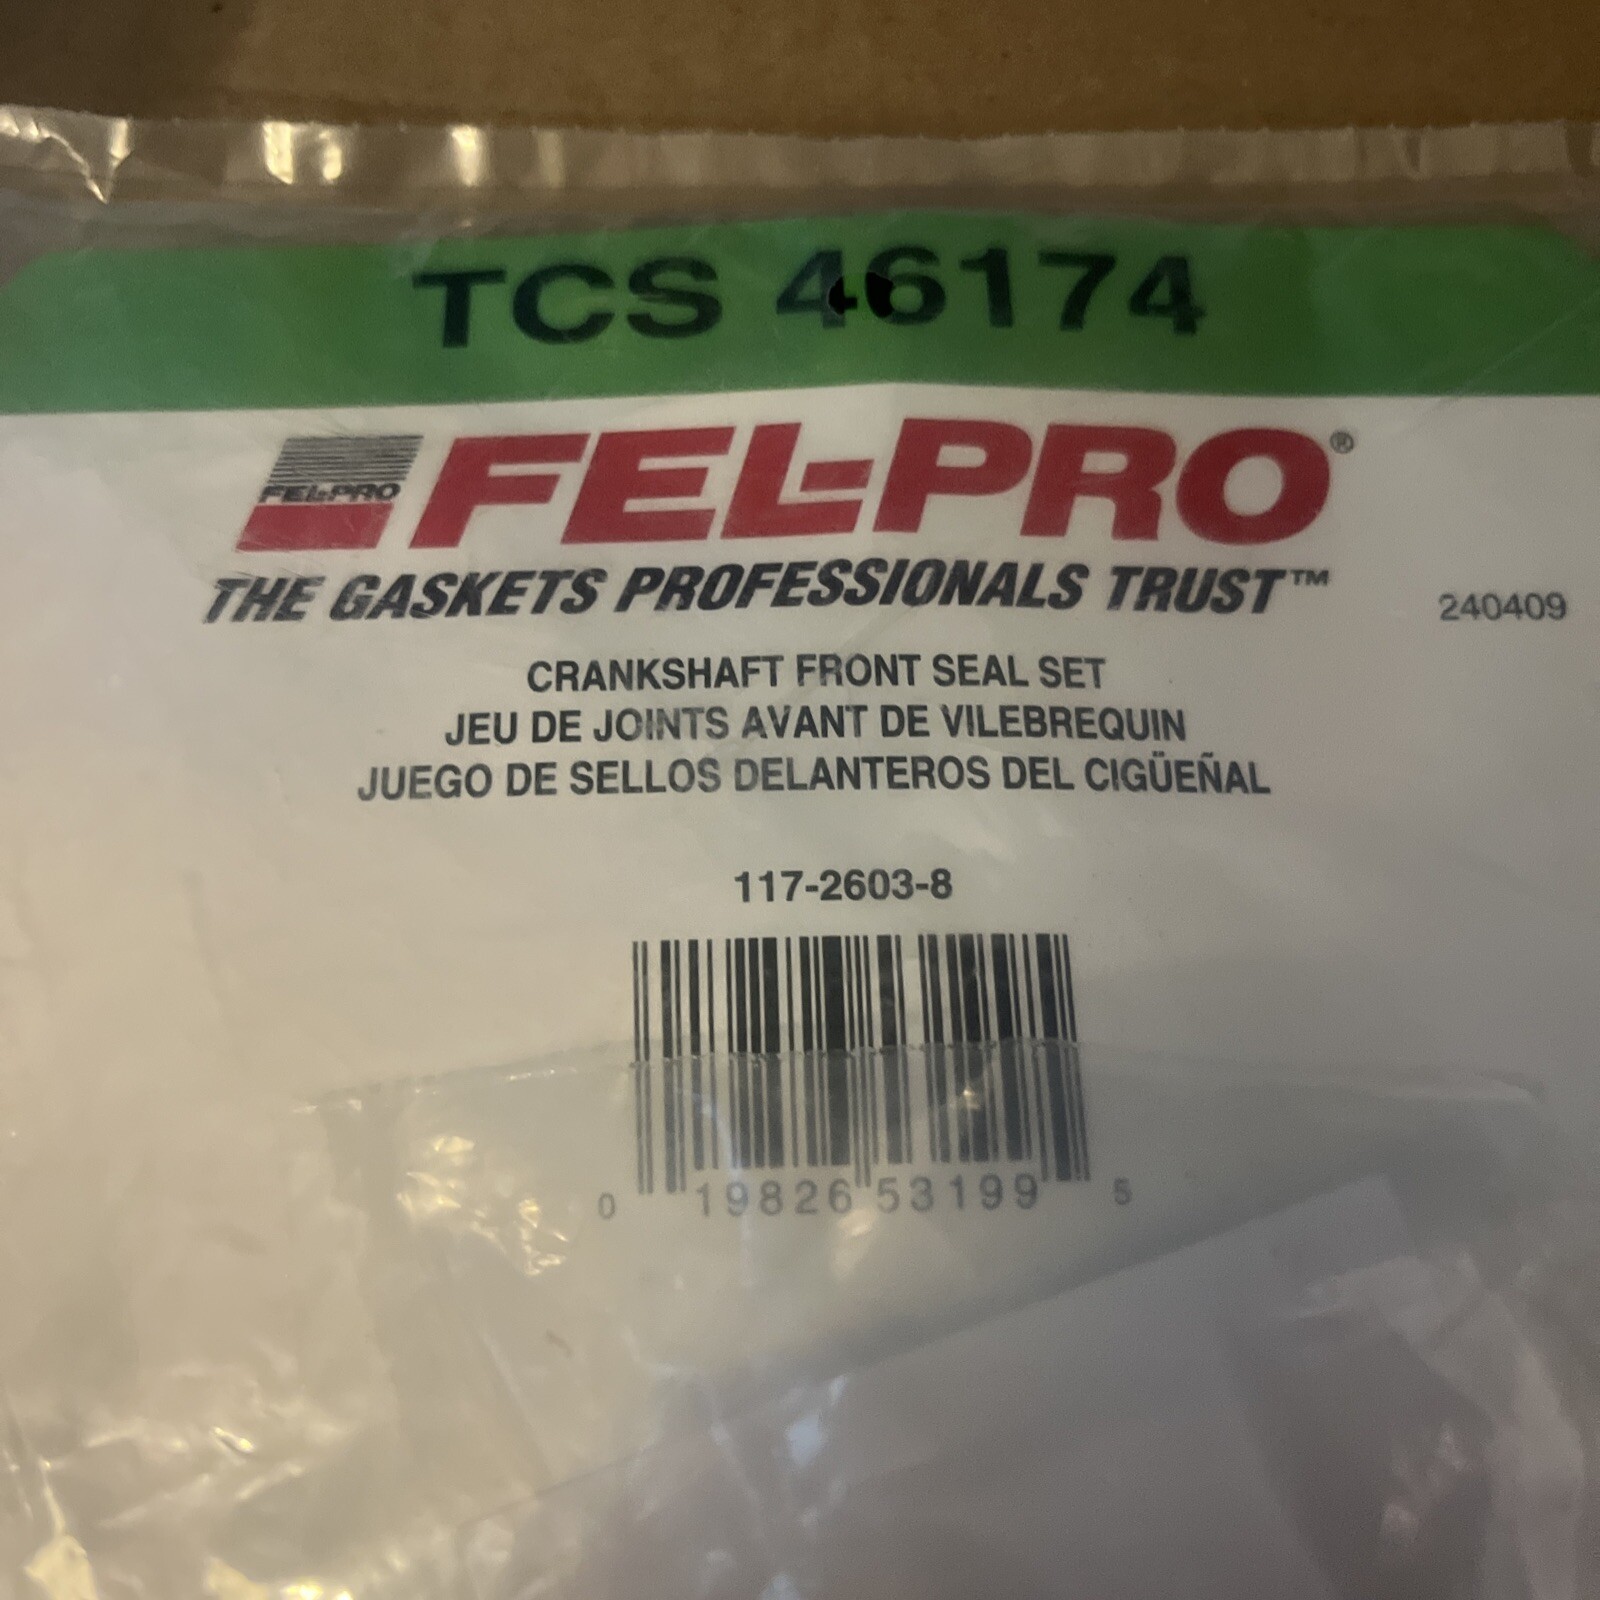 TCS 46174
FEL-PRO
FEL-PRO®
THE GASKETS PROFESSIONALS TRUST™
240409
CRANKSHAFT FRONT SEAL SET
JEU DE JOINTS AVANT DE VILEBREQUIN
JUEGO DE SELLOS DELANTEROS DEL CIGÜEÑAL
117-2603-8
0 19826 53199 5